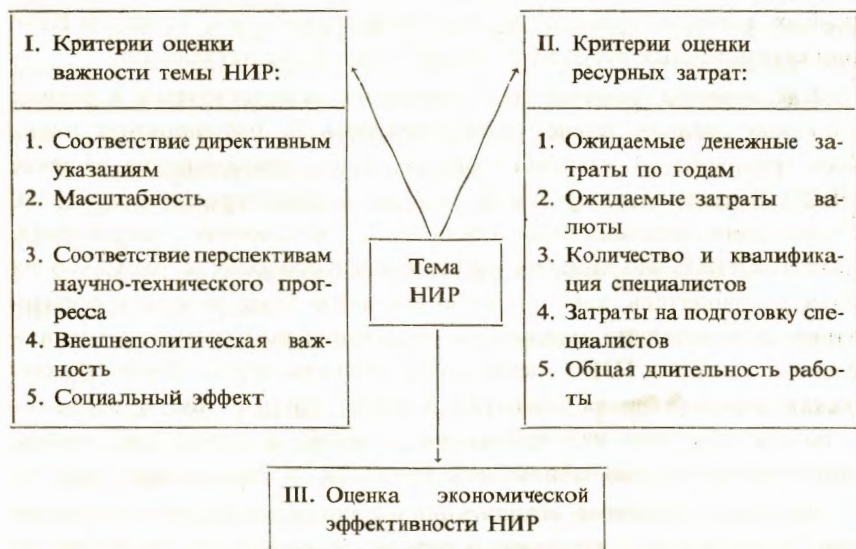 I. Критерии оценки
важности темы НИР:
1. Соответствие директивным
указаниям
2. Масштабность
3. Соответствие перспективам
научно-технического прог-
ресса
4. Внешнеполитическая важ-
ность
5. Социальный эффект
Тема
НИР
II. Критерии оценки
ресурсных затрат:
1. Ожидаемые денежные за-
траты по годам
2. Ожидаемые затраты ва-
люты
3. Количество и квалифика-
ция специалистов
4. Затраты на подготовку спе-
циалистов
5. Общая длительность рабо-
ты
III. Оценка экономической
эффективности НИР